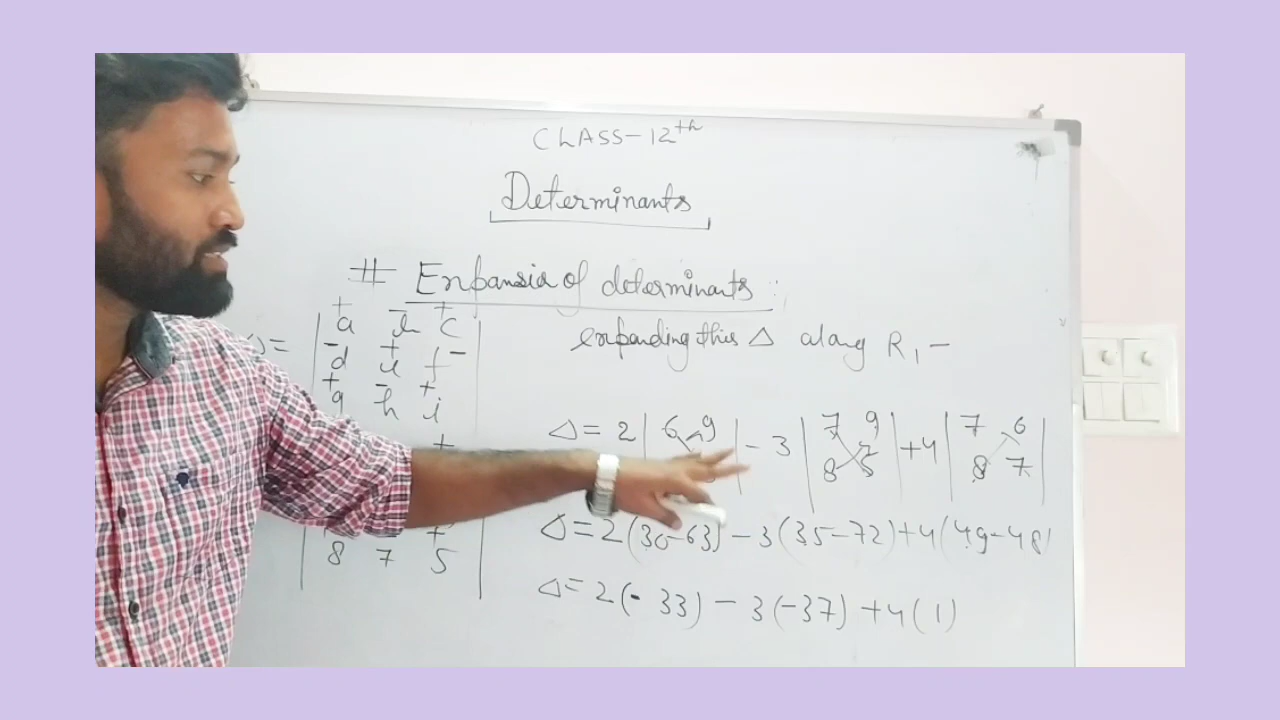 CLASS-12th
Determinants
# Expansion of determinants :
+ - +
a b c
- + -
d e f
+ - +
g h i
8 7 5
expanding this Δ along R1 -
Δ = 2 | 6 9 | - 3 | 7 9 | + 4 | 7 6 |
8 5 8 7
Δ = 2(30-63) - 3(35-72) + 4(49-48)
Δ = 2(-33) - 3(-37) + 4(1)